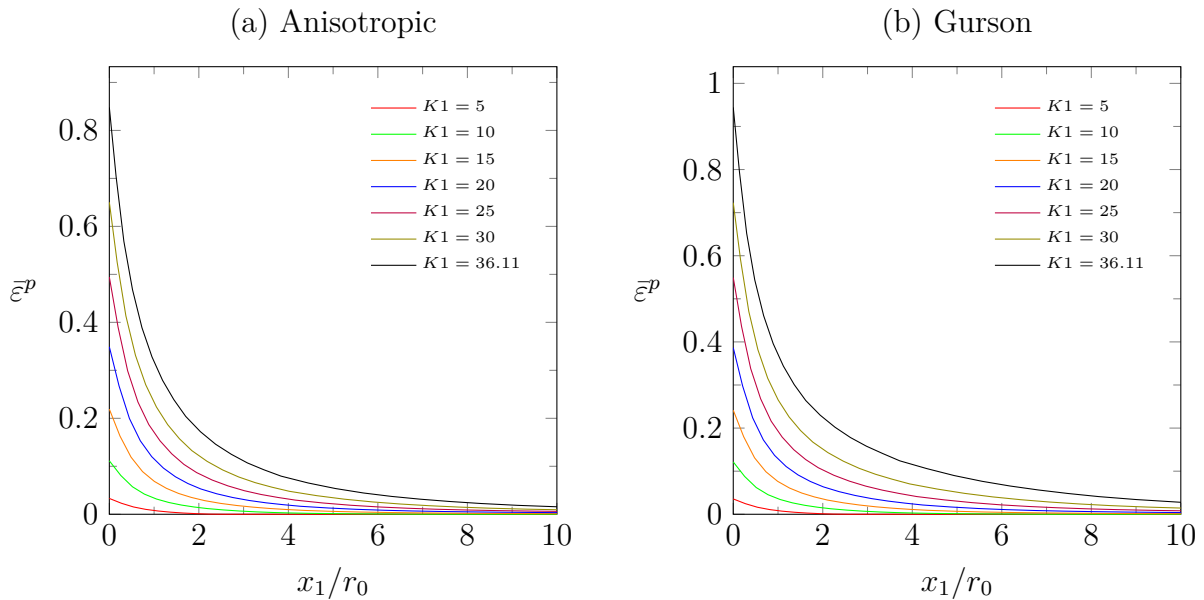 (a) Anisotropic
0.8
0.6
0.4
0.2
0
ε̄^p
K1 = 5
K1 = 10
K1 = 15
K1 = 20
K1 = 25
K1 = 30
K1 = 36.11
0 2 4 6 8 10
x_1/r_0
(b) Gurson
1
0.8
0.6
0.4
0.2
0
ε̄^p
K1 = 5
K1 = 10
K1 = 15
K1 = 20
K1 = 25
K1 = 30
K1 = 36.11
0 2 4 6 8 10
x_1/r_0